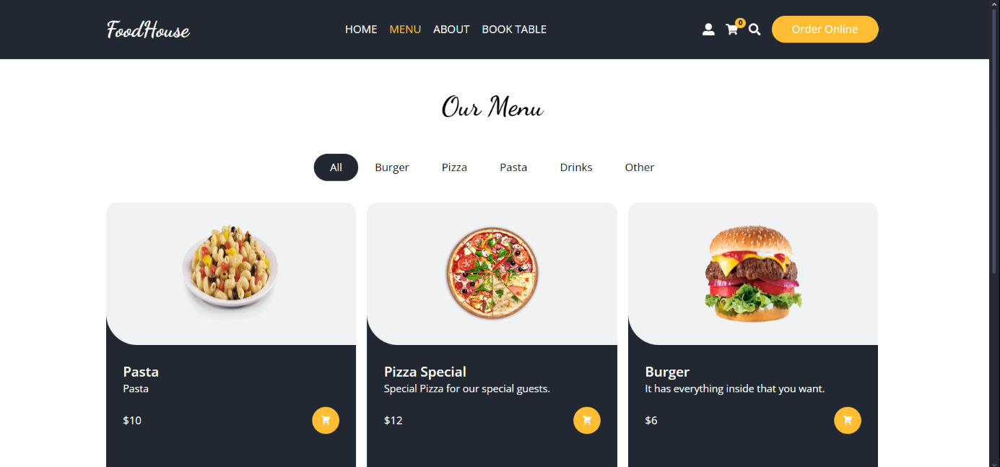 FoodHouse
HOME MENU ABOUT BOOK TABLE
0
Order Online
Our Menu
All Burger Pizza Pasta Drinks Other
Pasta
Pasta
$10
Pizza Special
Special Pizza for our special guests.
$12
Burger
It has everything inside that you want.
$6